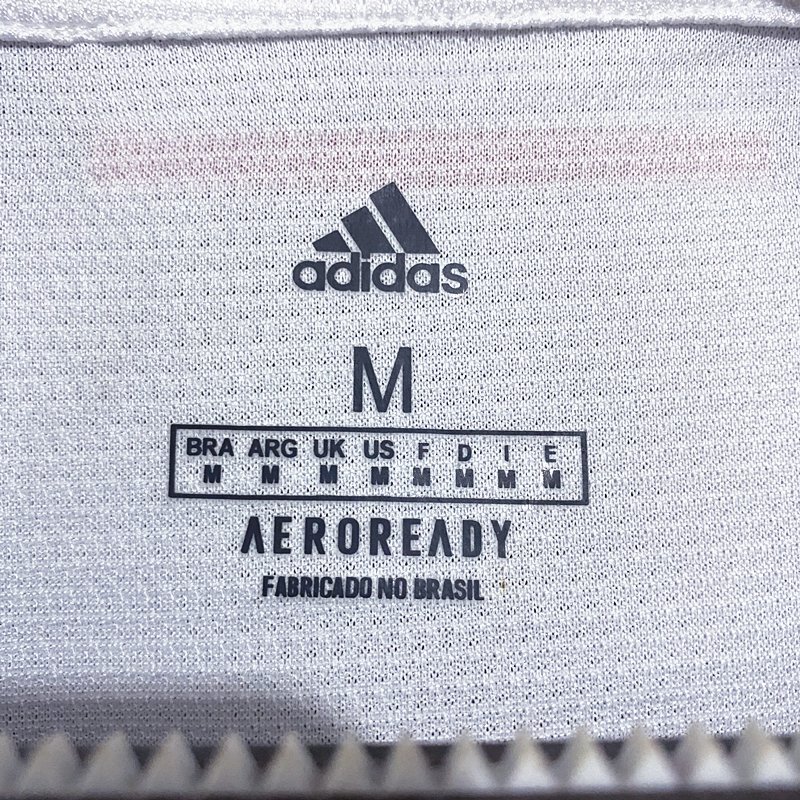 adidas
M
BRA ARG UK US F D I E
M M M M M M M M
AEROREADY
FABRICADO NO BRASIL